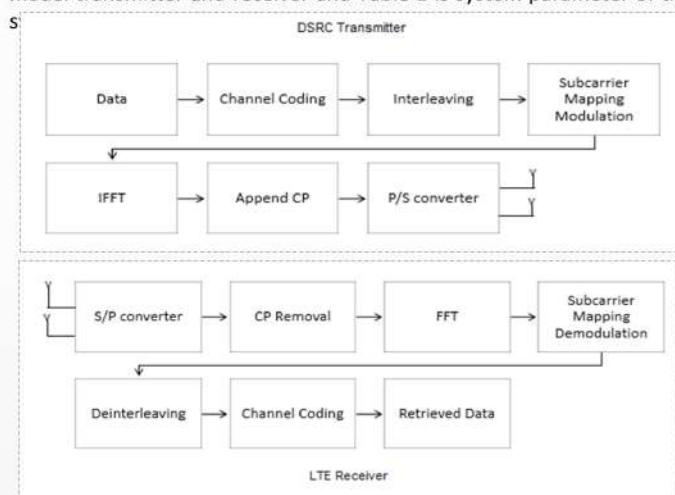 DSRC Transmitter
Data
Channel Coding
Interleaving
Subcarrier
Mapping
Modulation
IFFT
Append CP
P/S converter
S/P converter
CP Removal
FFT
Subcarrier
Mapping
Demodulation
Deinterleaving
Channel Coding
Retrieved Data
LTE Receiver